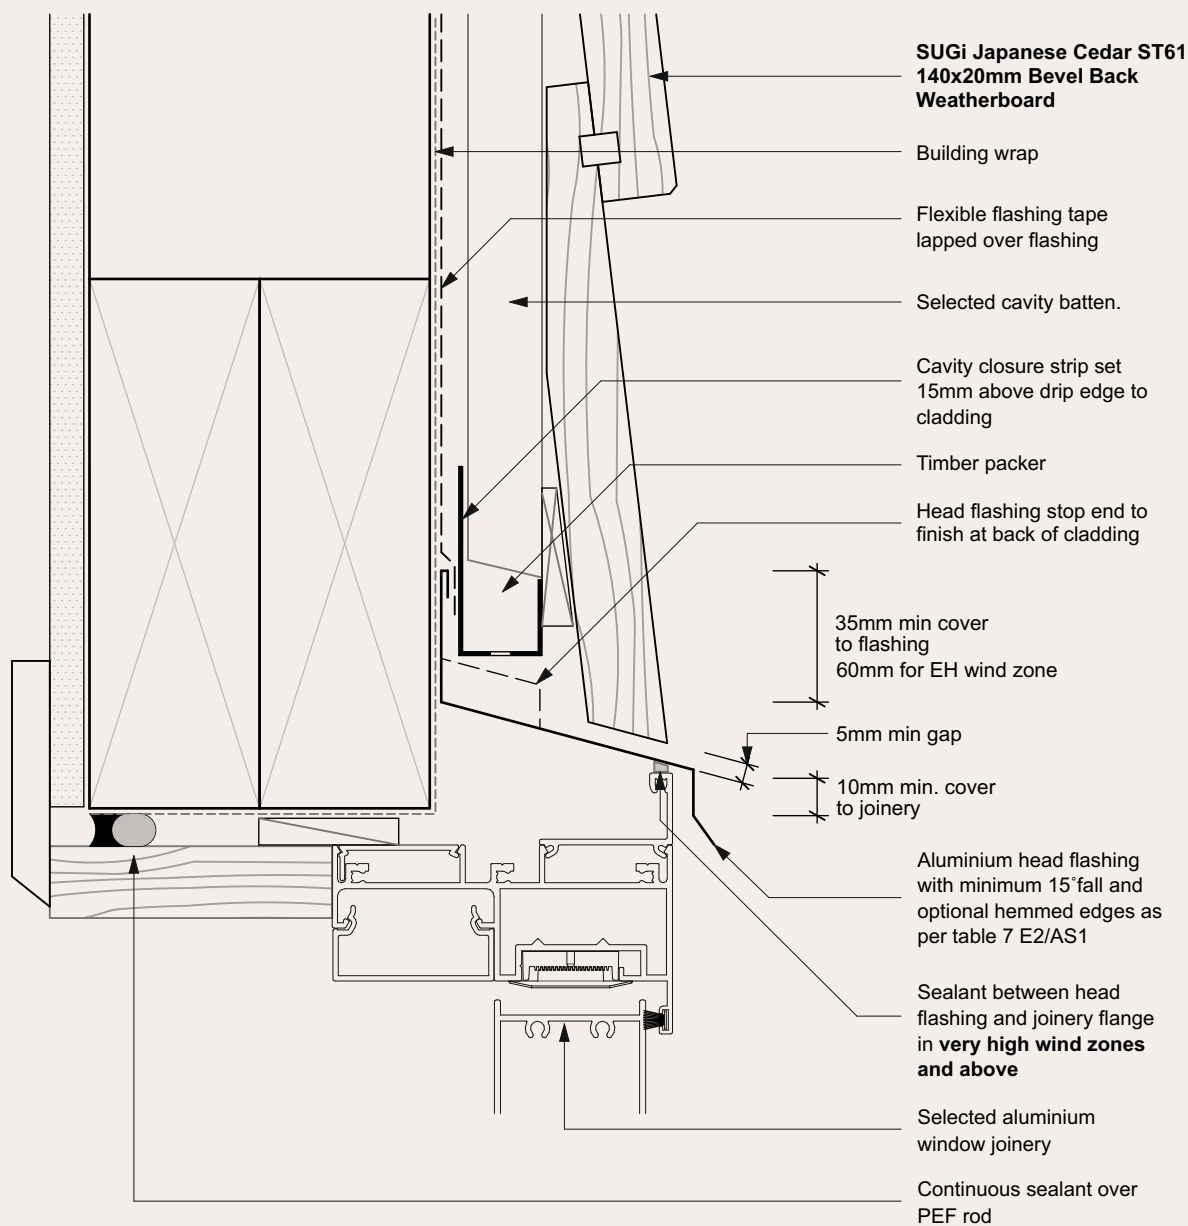 SUGi Japanese Cedar ST61
140x20mm Bevel Back
Weatherboard
Building wrap
Flexible flashing tape
lapped over flashing
Selected cavity batten.
Cavity closure strip set
15mm above drip edge to
cladding
Timber packer
Head flashing stop end to
finish at back of cladding
35mm min cover
to flashing
60mm for EH wind zone
5mm min gap
10mm min. cover
to joinery
Aluminium head flashing
with minimum 15˚fall and
optional hemmed edges as
per table 7 E2/AS1
Sealant between head
flashing and joinery flange
in very high wind zones
and above
Selected aluminium
window joinery
Continuous sealant over
PEF rod